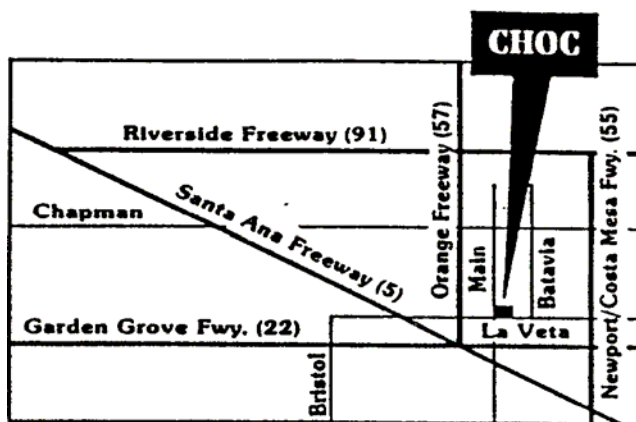 CHOC
Riverside Freeway (91)
Orange Freeway (57)
Newport/Costa Mesa Fwy. (55)
Santa Ana Freeway (5)
Chapman
Main
Batavia
Garden Grove Fwy. (22)
La Veta
Bristol